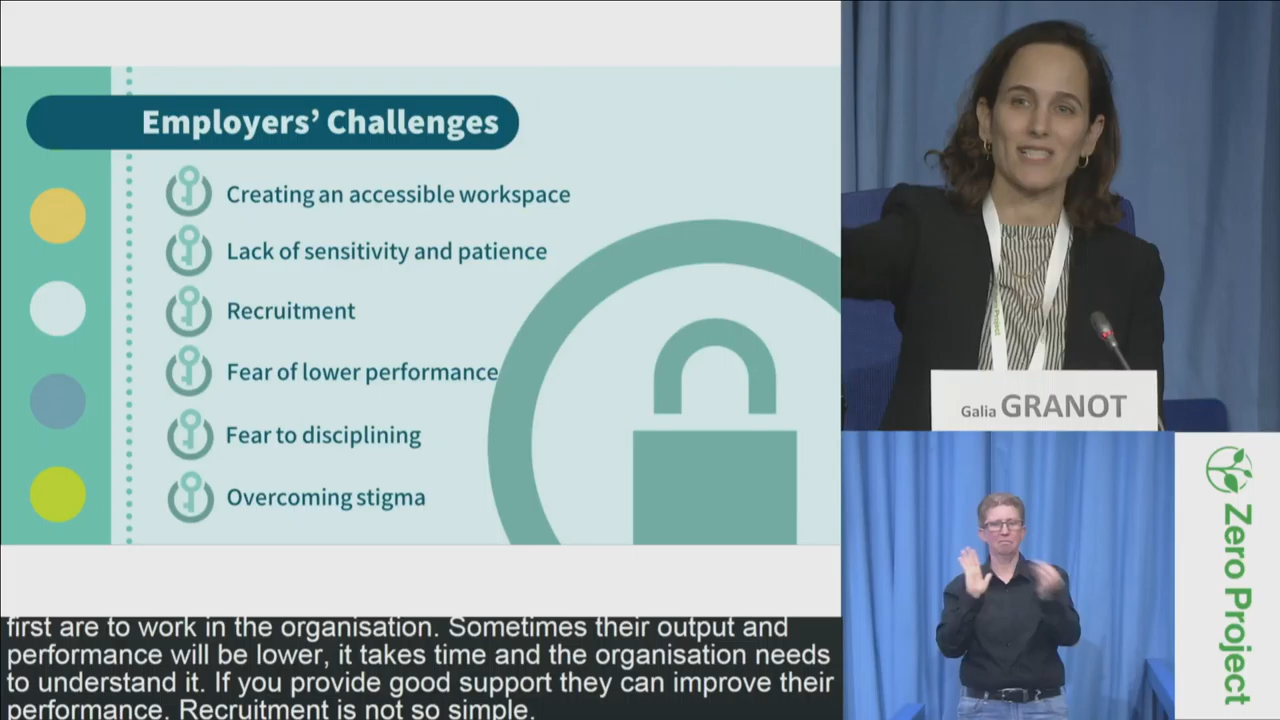 Employers’ Challenges
Creating an accessible workspace
Lack of sensitivity and patience
Recruitment
Fear of lower performance
Fear to disciplining
Overcoming stigma
Galia GRANOT
Zero Project
first are to work in the organisation. Sometimes their output and
performance will be lower, it takes time and the organisation needs
to understand it. If you provide good support they can improve their
performance. Recruitment is not so simple.